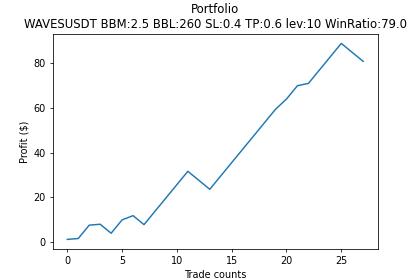 Portfolio
WAVESUSDT BBM:2.5 BBL:260 SL:0.4 TP:0.6 lev:10 WinRatio:79.0
80
60
40
20
0
Profit ($)
0 5 10 15 20 25
Trade counts